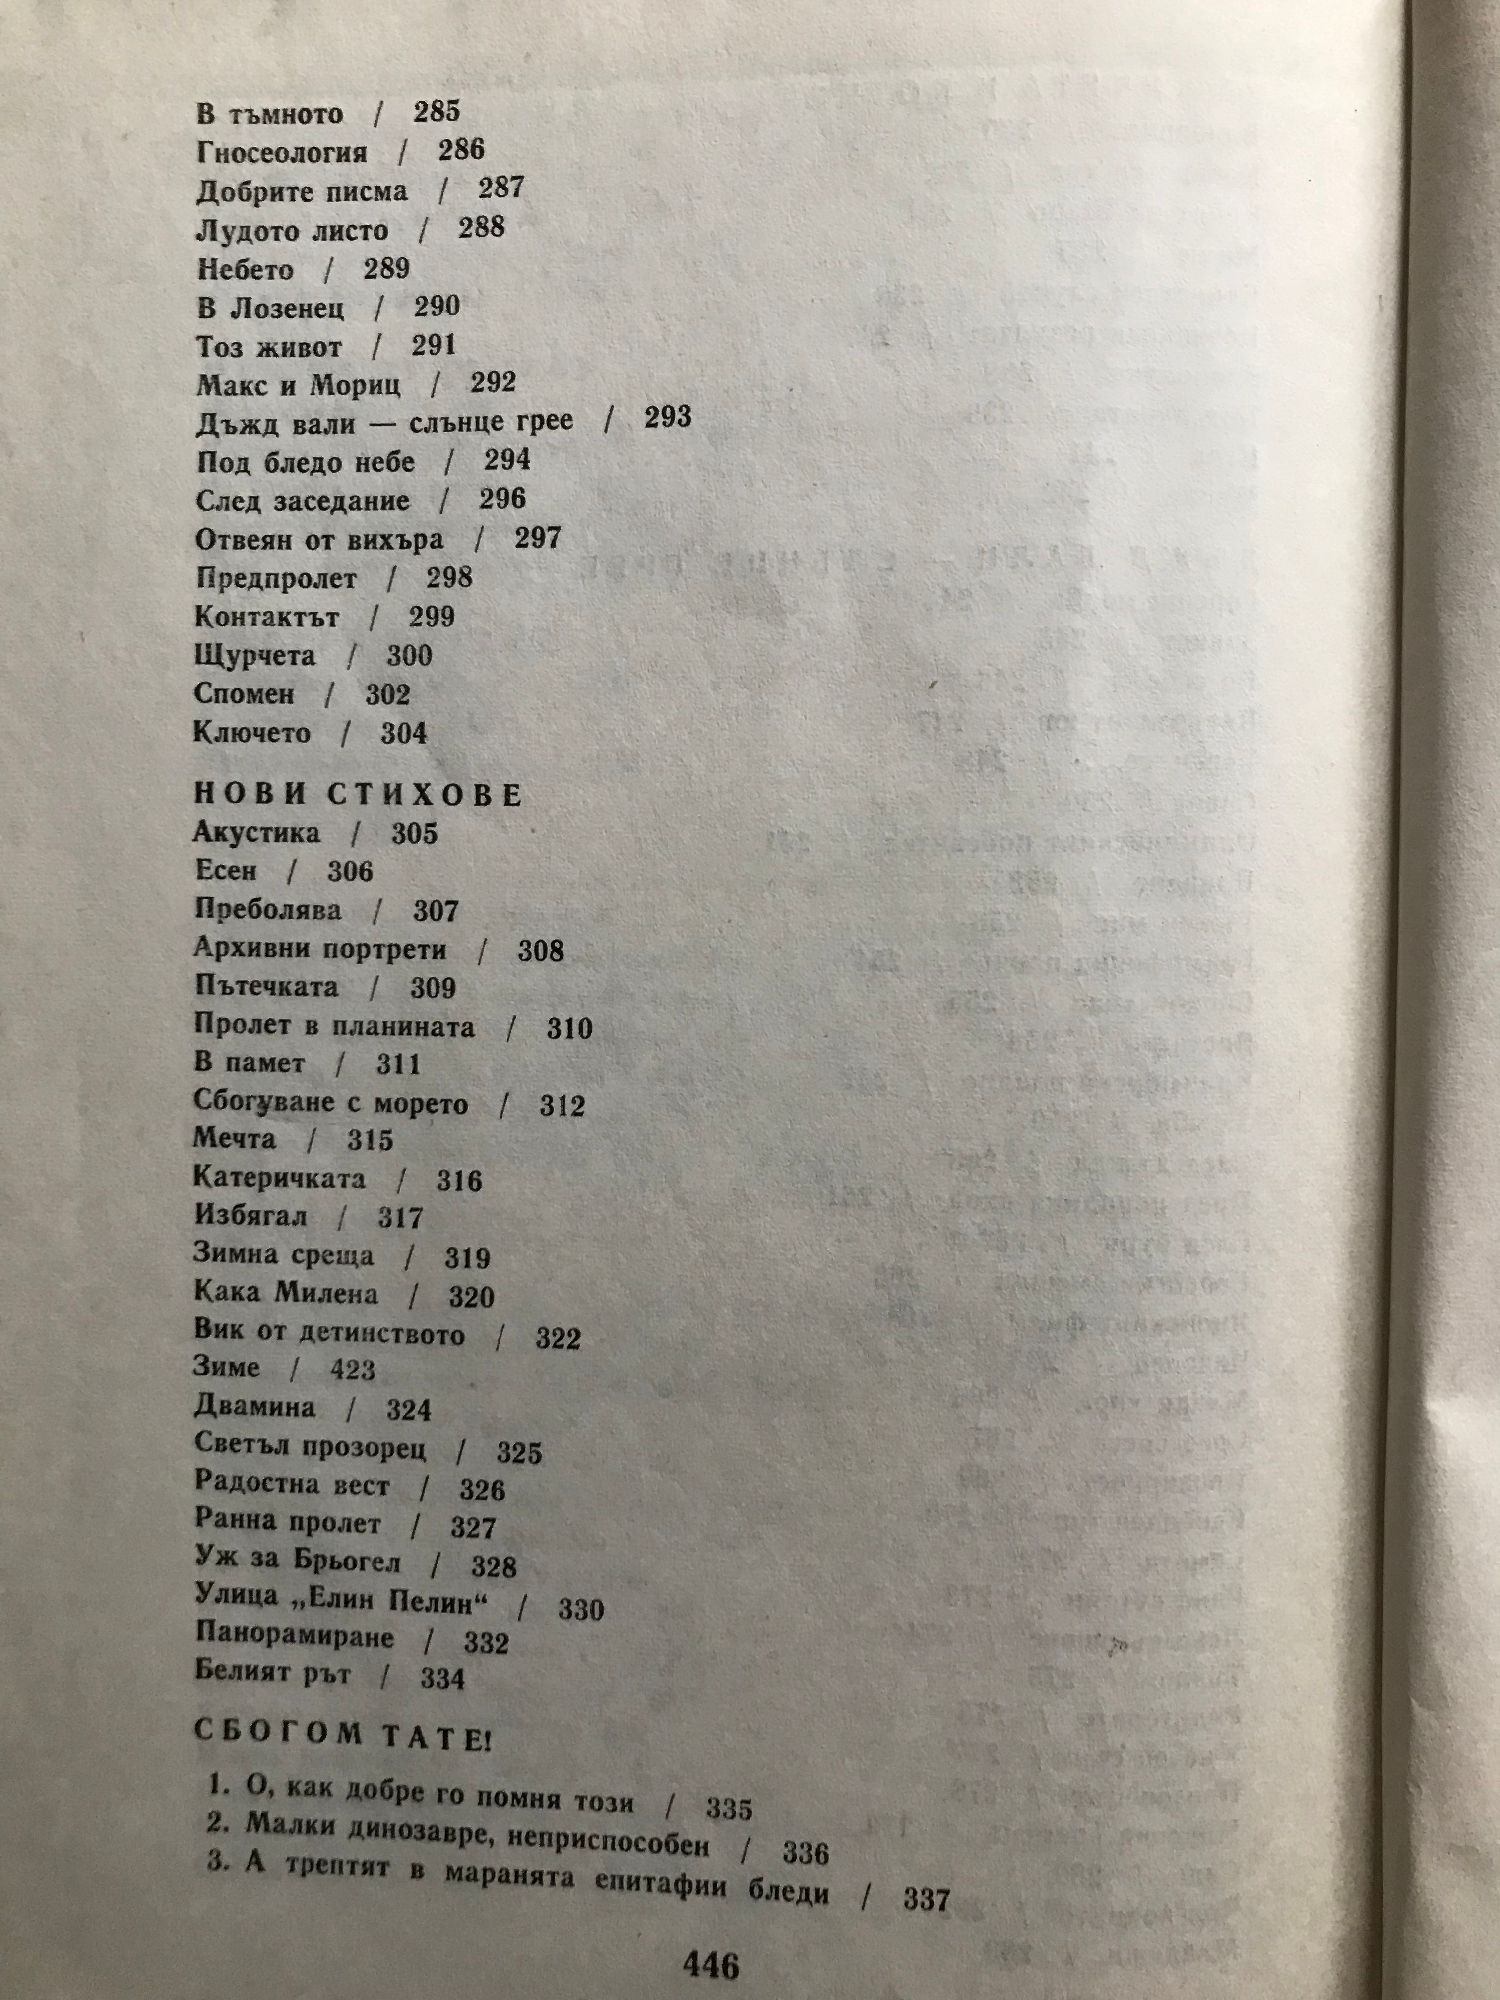 В тъмното / 285
Гносеология / 286
Добрите писма / 287
Лудото листо / 288
Небето / 289
В Лозенец / 290
Тоз живот / 291
Макс и Мориц / 292
Дъжд вали — слънце грее / 293
Под бледо небе / 294
След заседание / 296
Отвеян от вихъра / 297
Предпролет / 298
Контактът / 299
Щурчета / 300
Спомен / 302
Ключето / 304
НОВИ СТИХОВЕ
Акустика / 305
Есен / 306
Преболява / 307
Архивни портрети / 308
Пътечката / 309
Пролет в планината / 310
В памет / 311
Сбогуване с морето / 312
Мечта / 315
Катеричката / 316
Избягал / 317
Зимна среща / 319
Кака Милена / 320
Вик от детинството / 322
Зиме / 423
Двамина / 324
Светъл прозорец / 325
Радостна вест / 326
Ранна пролет / 327
Уж за Брьогел / 328
Улица „Елин Пелин“ / 330
Панорамиране / 332
Белият рът / 334
СБОГОМ ТАТЕ!
1. О, как добре го помня този / 335
2. Малки динозавре, неприспособен / 336
3. А трептят в маранята епитафии бледи / 337
446